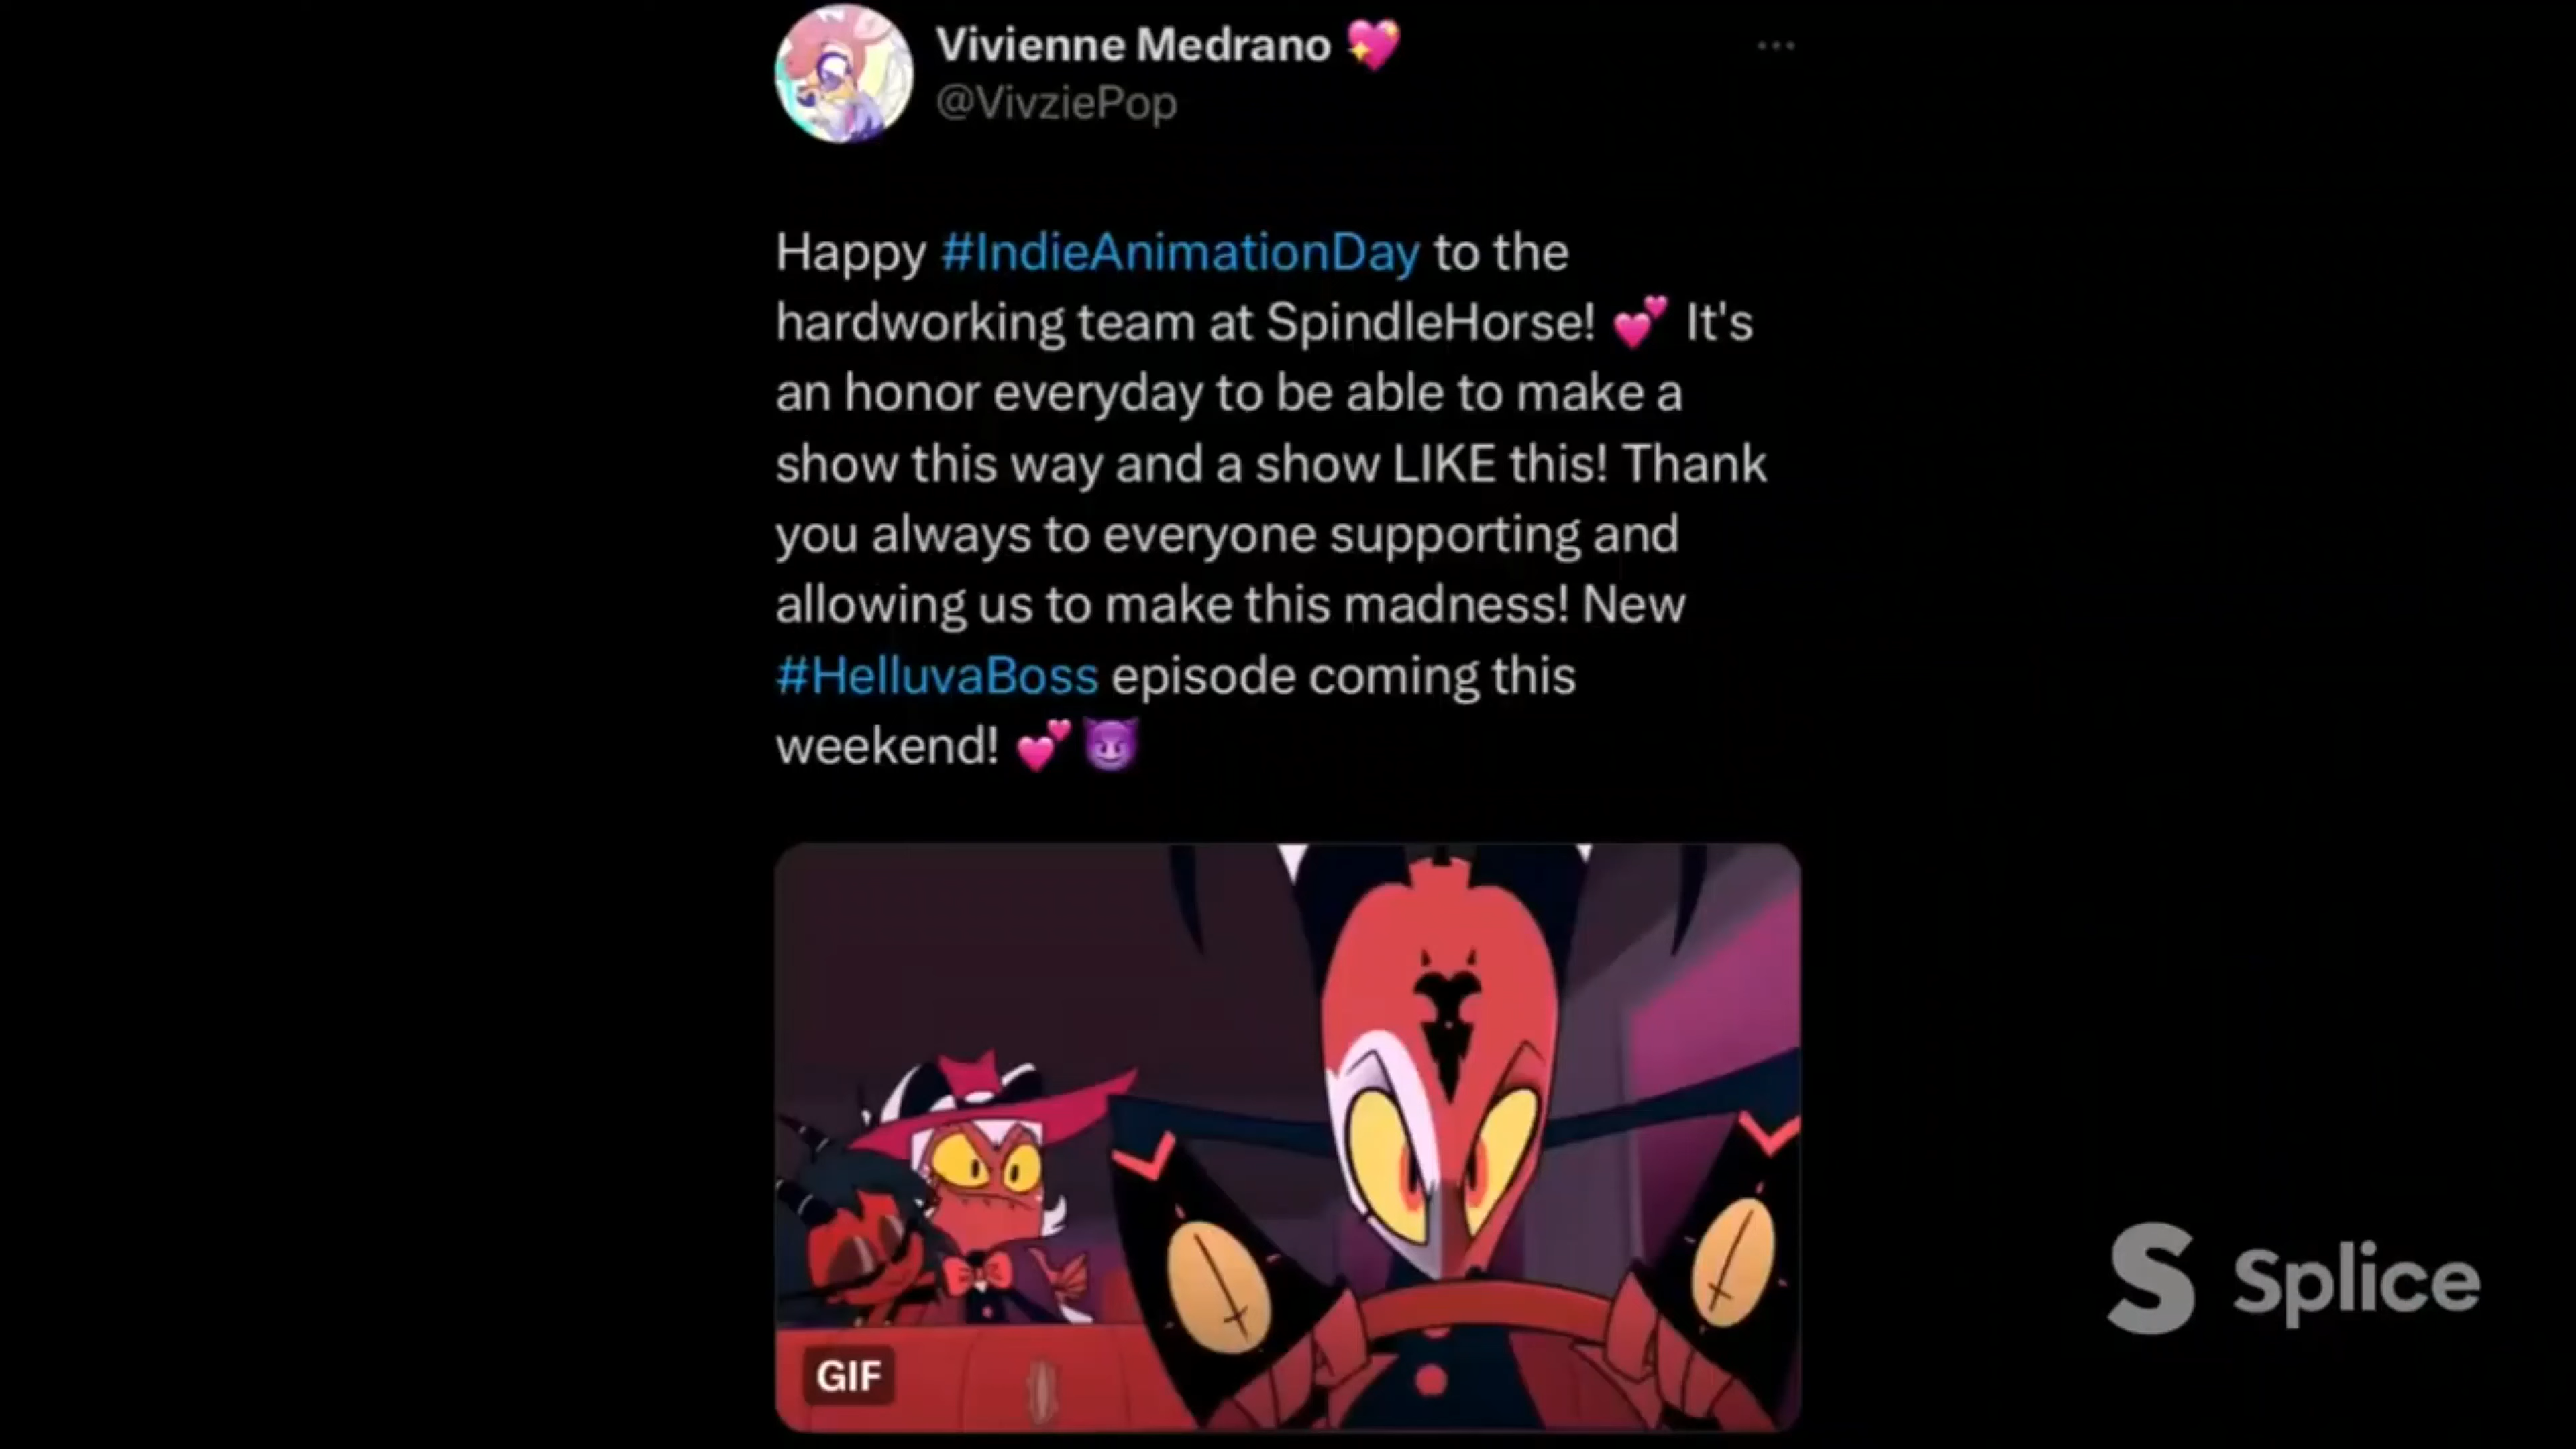 Vivienne Medrano 💖
@VivziePop
Happy #IndieAnimationDay to the
hardworking team at SpindleHorse! 💕 It's
an honor everyday to be able to make a
show this way and a show LIKE this! Thank
you always to everyone supporting and
allowing us to make this madness! New
#HelluvaBoss episode coming this
weekend! 💕😈
GIF
S Splice